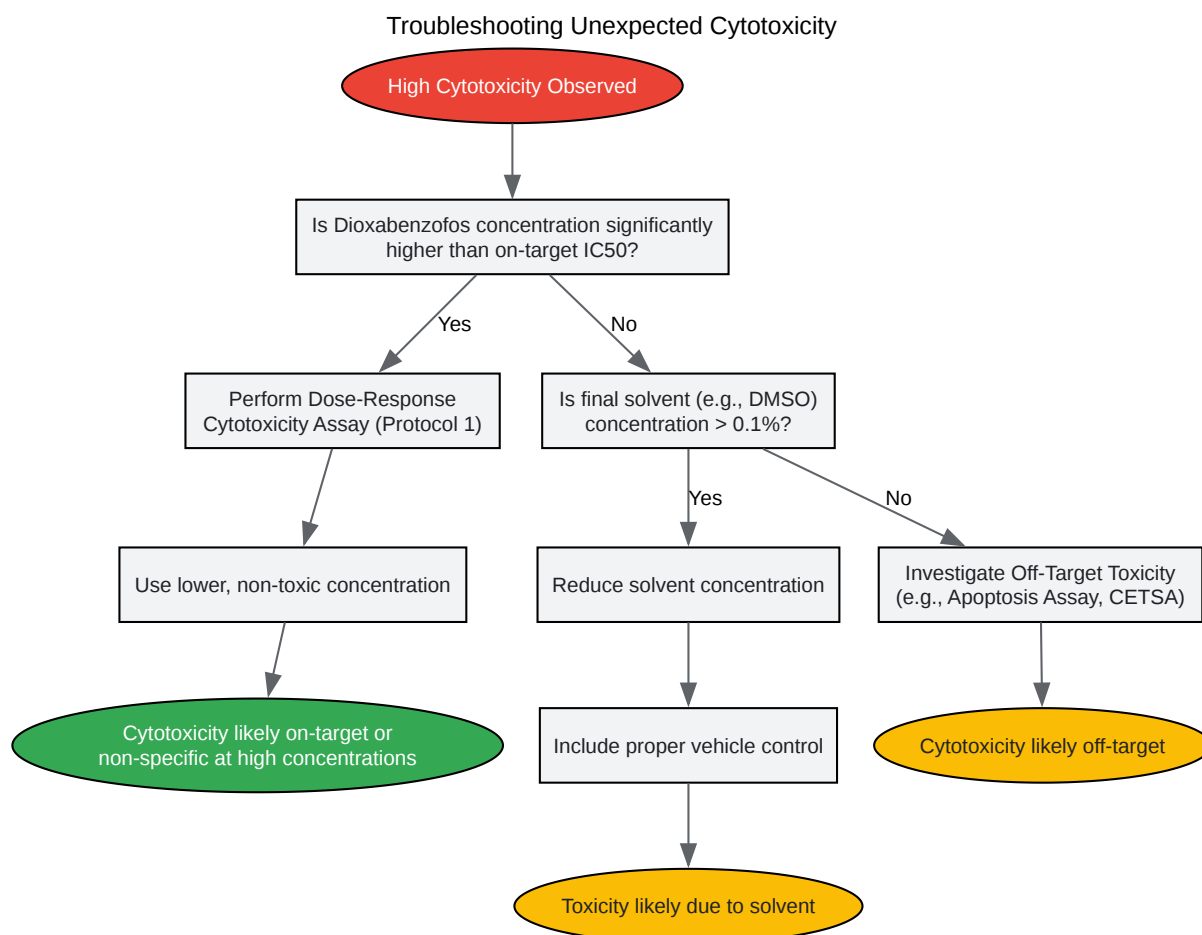 Troubleshooting Unexpected Cytotoxicity
High Cytotoxicity Observed
Is Dioxabenzofos concentration significantly
higher than on-target IC50?
Yes
No
Perform Dose-Response
Cytotoxicity Assay (Protocol 1)
Is final solvent (e.g., DMSO)
concentration > 0.1%?
Yes
No
Use lower, non-toxic concentration
Reduce solvent concentration
Investigate Off-Target Toxicity
(e.g., Apoptosis Assay, CETSA)
Cytotoxicity likely on-target or
non-specific at high concentrations
Include proper vehicle control
Cytotoxicity likely off-target
Toxicity likely due to solvent